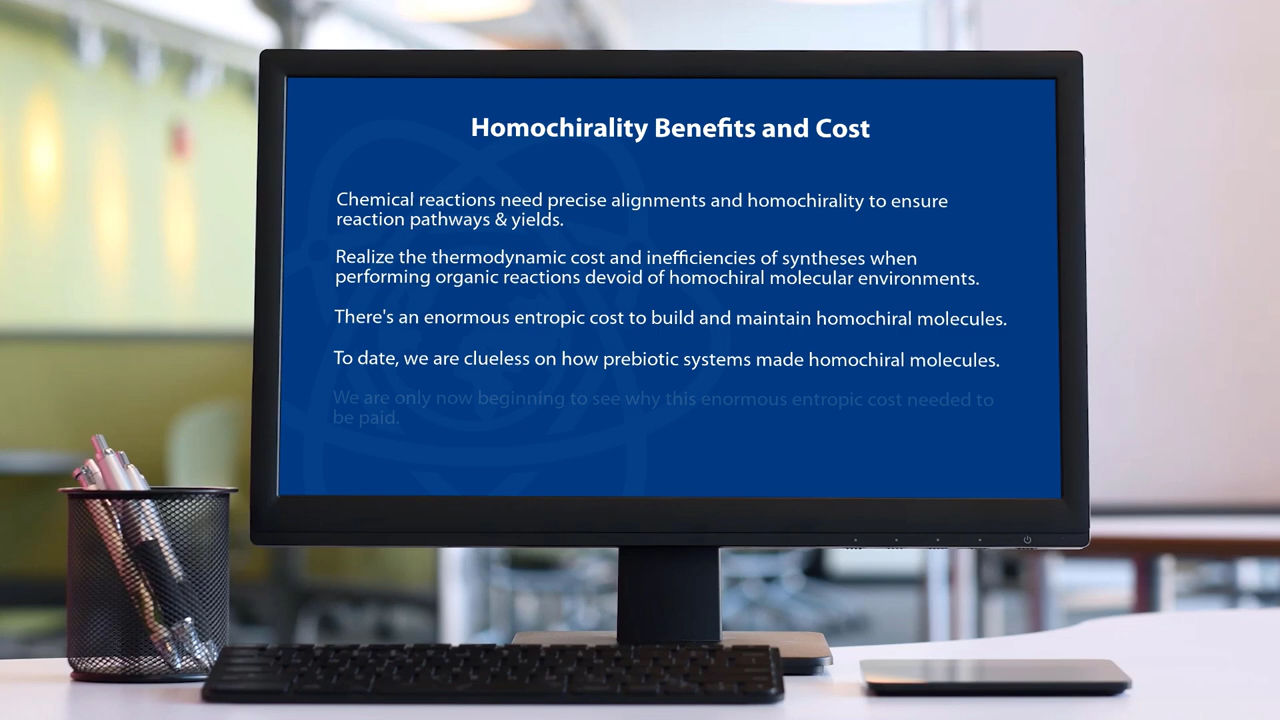 Homochirality Benefits and Cost
Chemical reactions need precise alignments and homochirality to ensure
reaction pathways & yields.
Realize the thermodynamic cost and inefficiencies of syntheses when
performing organic reactions devoid of homochiral molecular environments.
There's an enormous entropic cost to build and maintain homochiral molecules.
To date, we are clueless on how prebiotic systems made homochiral molecules.
We are only now beginning to see why this enormous entropic cost needed to
be paid.